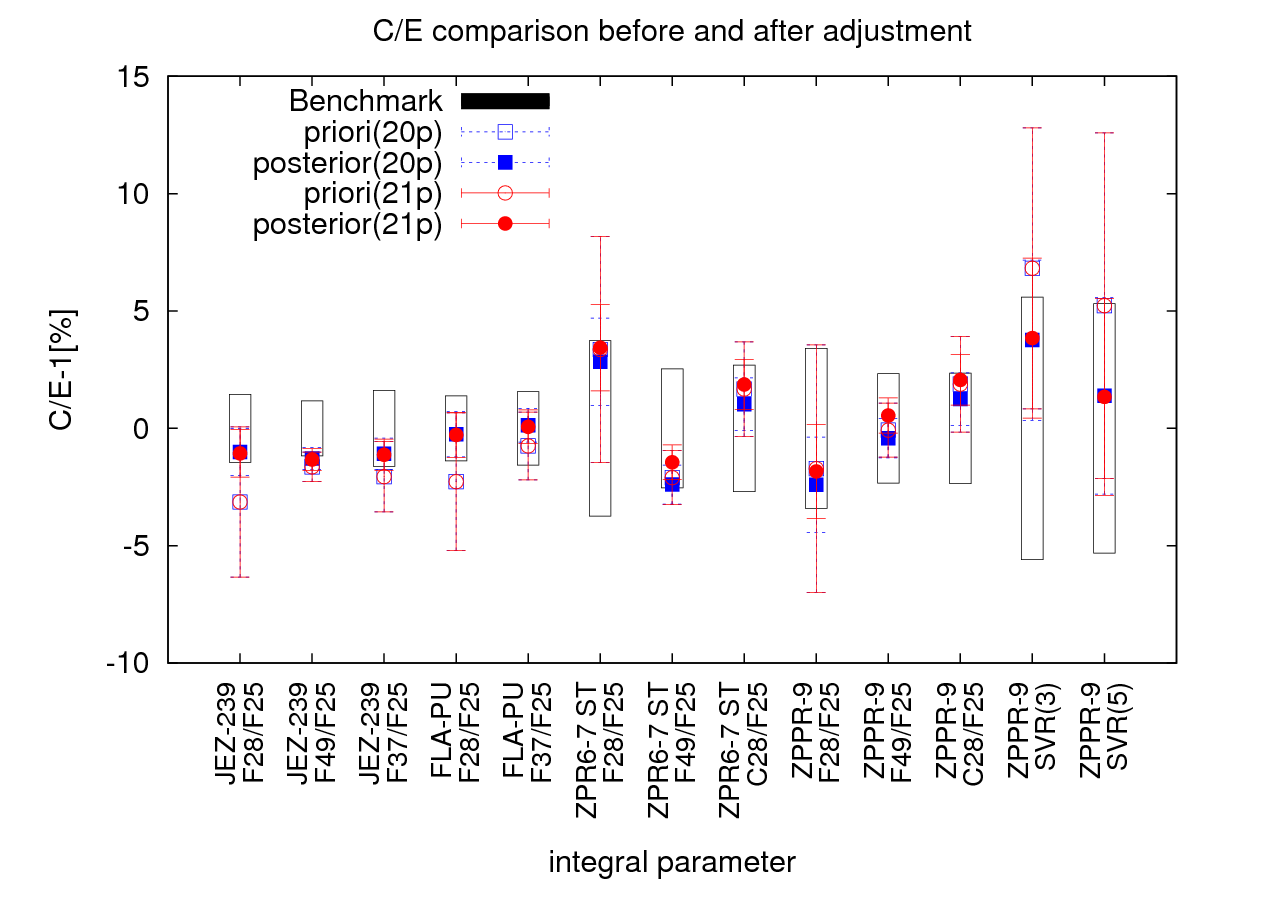 C/E comparison before and after adjustment
15
10
5
0
-5
-10
C/E-1[%]
Benchmark
priori(20p)
posterior(20p)
priori(21p)
posterior(21p)
JEZ-239
F28/F25
JEZ-239
F49/F25
JEZ-239
F37/F25
FLA-PU
F28/F25
FLA-PU
F37/F25
ZPR6-7 ST
F28/F25
ZPR6-7 ST
F49/F25
ZPR6-7 ST
C28/F25
ZPPR-9
F28/F25
ZPPR-9
F49/F25
ZPPR-9
C28/F25
ZPPR-9
SVR(3)
ZPPR-9
SVR(5)
integral parameter